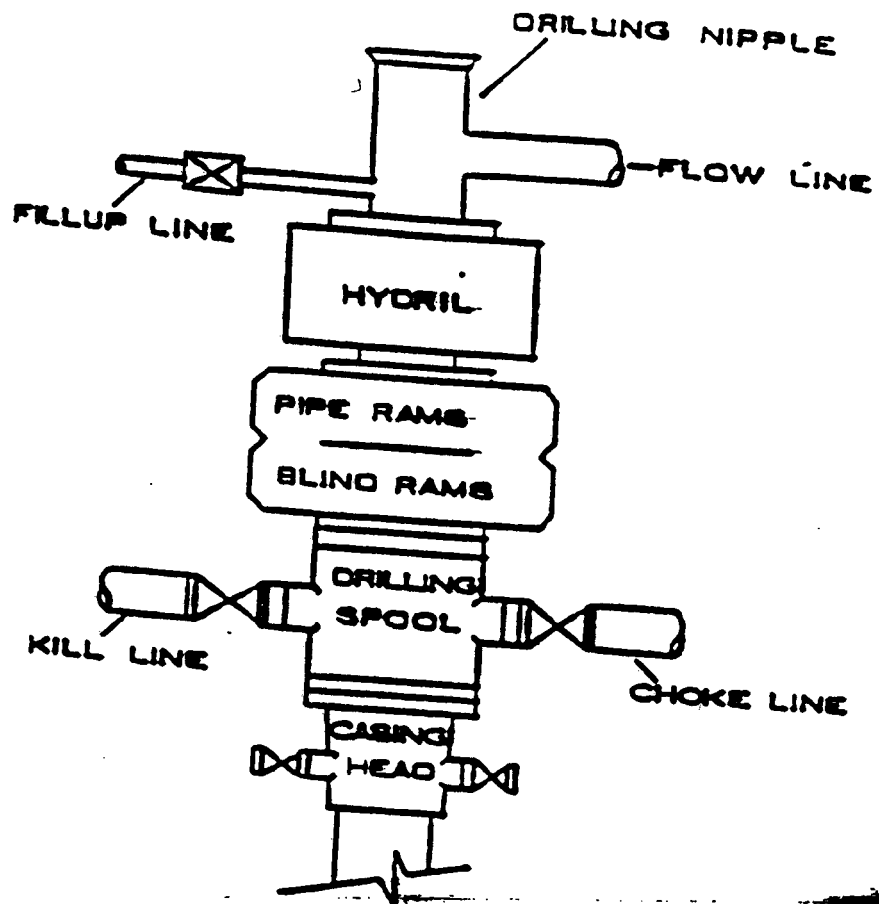 DRILLING NIPPLE
FLOW LINE
FILLUP LINE
HYDRIL
PIPE RAMS
BLIND RAMS
DRILLING
SPOOL
KILL LINE
CHOKE LINE
CASING
HEAD